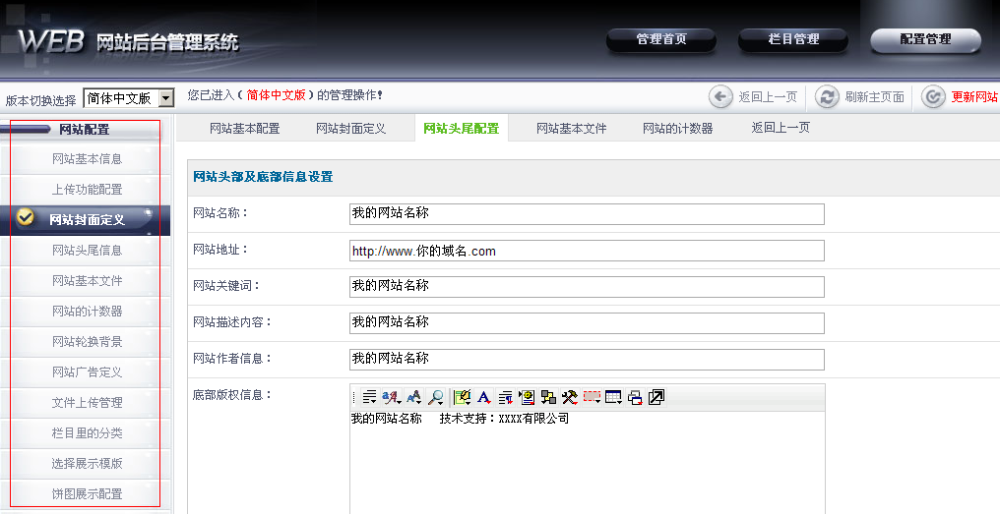 WEB 网站后台管理系统
管理首页 栏目管理 配置管理
版本切换选择 简体中文版 您已进入（简体中文版）的管理操作！ 返回上一页 刷新主页面 更新网站
网站配置
网站基本信息
上传功能配置
网站封面定义
网站头尾信息
网站基本文件
网站的计数器
网站轮换背景
网站广告定义
文件上传管理
栏目里的分类
选择展示模版
饼图展示配置
网站基本配置 网站封面定义 网站头尾配置 网站基本文件 网站的计数器 返回上一页
网站头部及底部信息设置
网站名称： 我的网站名称
网站地址： http://www.你的域名.com
网站关键词： 我的网站名称
网站描述内容： 我的网站名称
网站作者信息： 我的网站名称
底部版权信息：
我的网站名称 技术支持：XXXX有限公司